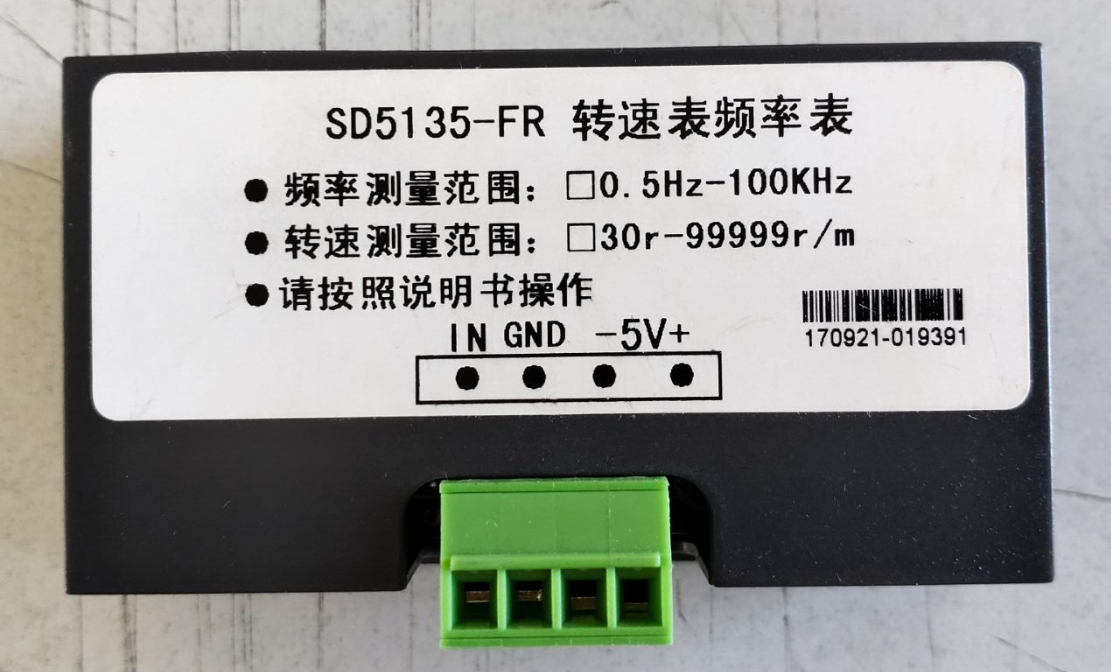 SD5135-FR 转速表频率表
● 频率测量范围：□0.5Hz-100KHz
● 转速测量范围：□30r-99999r/m
● 请按照说明书操作
IN GND -5V+
170921-019391